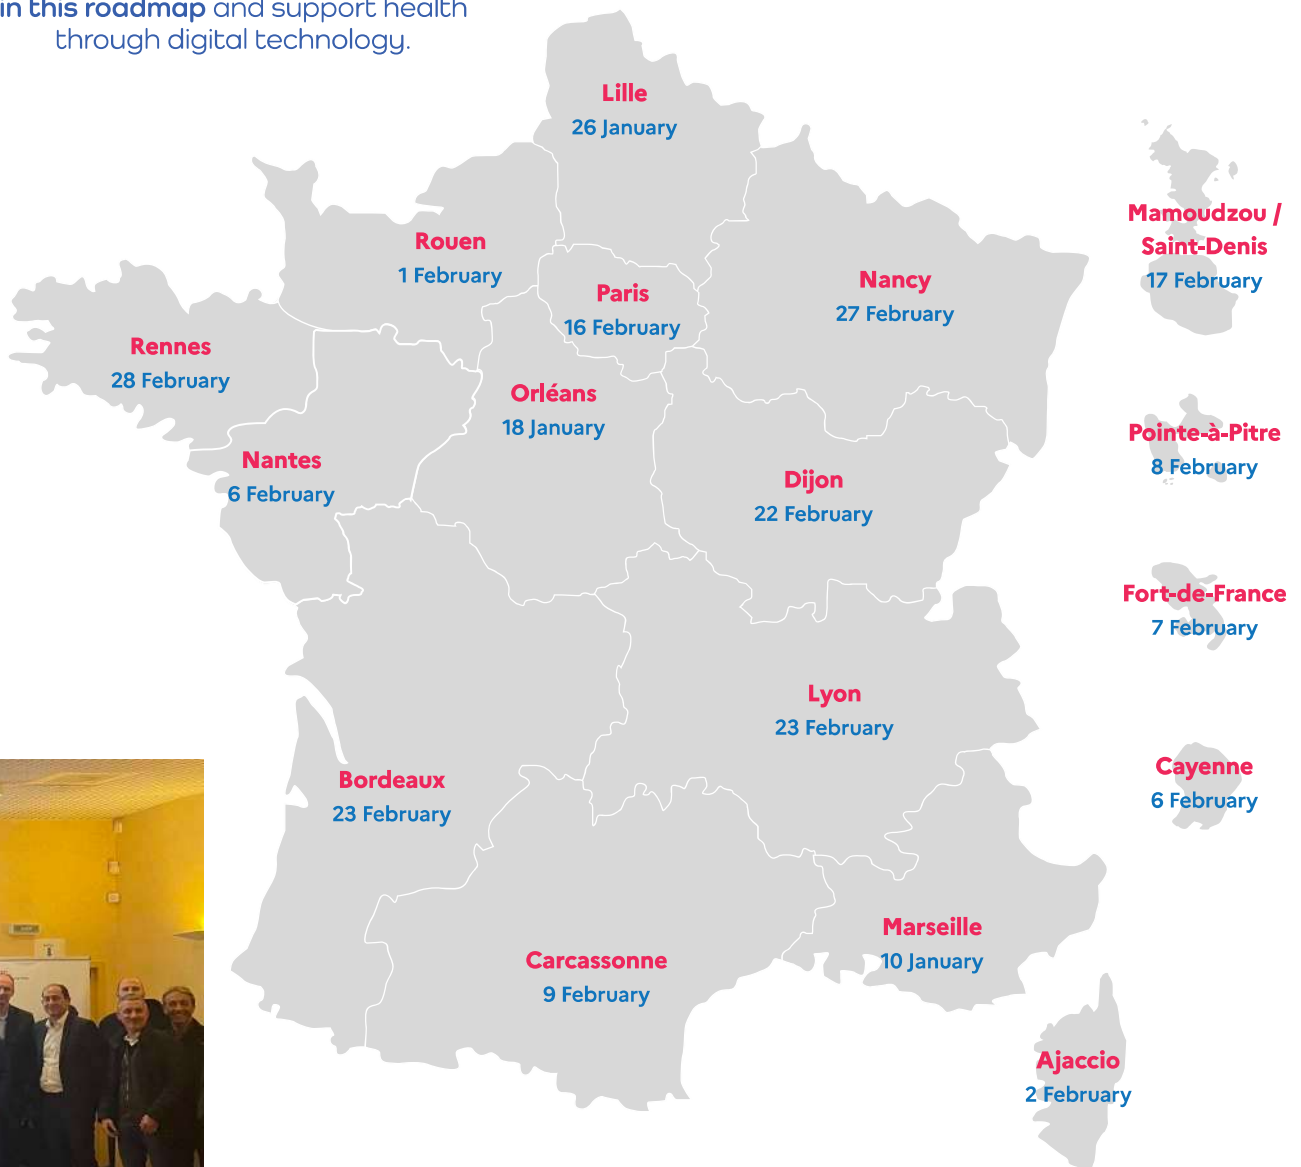 in this roadmap and support health
through digital technology.
Lille
26 January
Rouen
1 February
Paris
16 February
Nancy
27 February
Mamoudzou /
Saint-Denis
17 February
Rennes
28 February
Orléans
18 January
Nantes
6 February
Dijon
22 February
Pointe-à-Pitre
8 February
Fort-de-France
7 February
Lyon
23 February
Bordeaux
23 February
Cayenne
6 February
Marseille
10 January
Carcassonne
9 February
Ajaccio
2 February